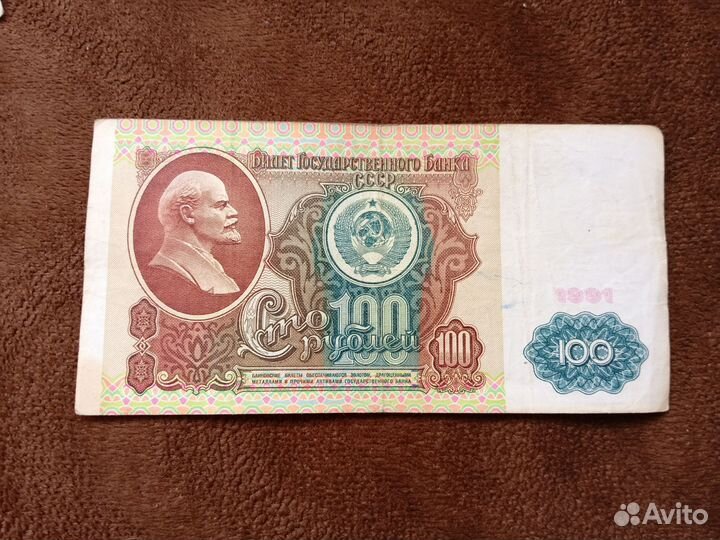 Билет Государственного Банка
СССР
1991
Сто 100 рублей
100
100
БАНКОВСКИЕ БИЛЕТЫ ОБЕСПЕЧИВАЮТСЯ ЗОЛОТОМ, ДРАГОЦЕННЫМИ
МЕТАЛЛАМИ И ПРОЧИМИ АКТИВАМИ ГОСУДАРСТВЕННОГО БАНКА
Avito